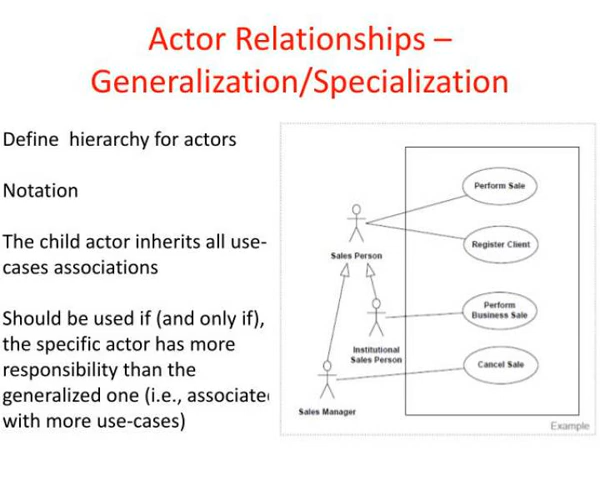 Actor Relationships –
Generalization/Specialization
Define hierarchy for actors
Notation
The child actor inherits all use-
cases associations
Should be used if (and only if),
the specific actor has more
responsibility than the
generalized one (i.e., associate
with more use-cases)
Perform Sale
Register Client
Sales Person
Perform
Business Sale
Institutional
Sales Person
Cancel Sale
Sales Manager
Example